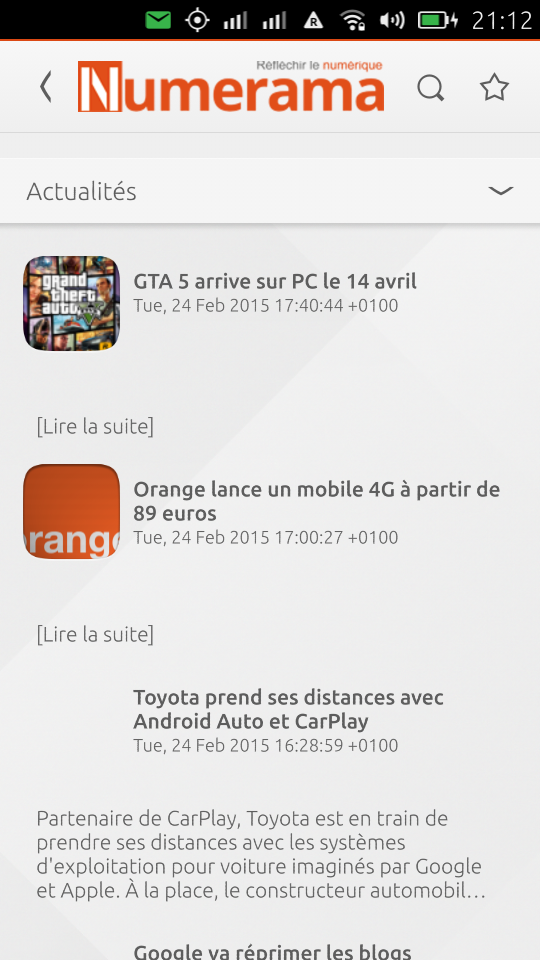 21:12
Réfléchir le numérique
Numerama
Actualités
grand
theft
auto
GTA 5 arrive sur PC le 14 avril
Tue, 24 Feb 2015 17:40:44 +0100
[Lire la suite]
orange
Orange lance un mobile 4G à partir de
89 euros
Tue, 24 Feb 2015 17:00:27 +0100
[Lire la suite]
Toyota prend ses distances avec
Android Auto et CarPlay
Tue, 24 Feb 2015 16:28:59 +0100
Partenaire de CarPlay, Toyota est en train de
prendre ses distances avec les systèmes
d'exploitation pour voiture imaginés par Google
et Apple. À la place, le constructeur automobil…
Google va réprimer les blogs